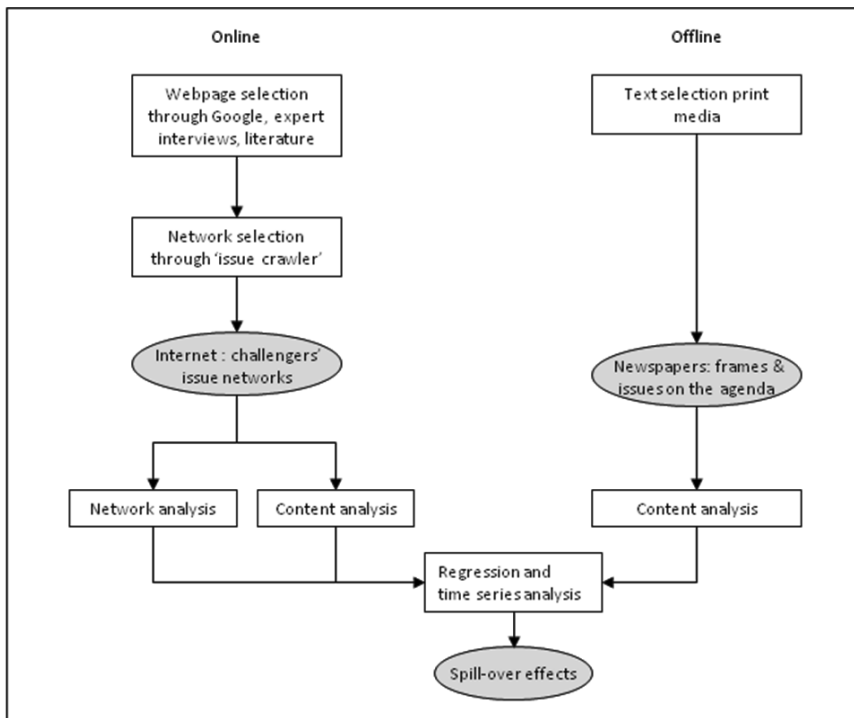 Online
Offline
Webpage selection
through Google, expert
interviews, literature
Text selection print
media
Network selection
through 'issue crawler'
Internet : challengers'
issue networks
Newspapers: frames &
issues on the agenda
Network analysis
Content analysis
Content analysis
Regression and
time series analysis
Spill-over effects